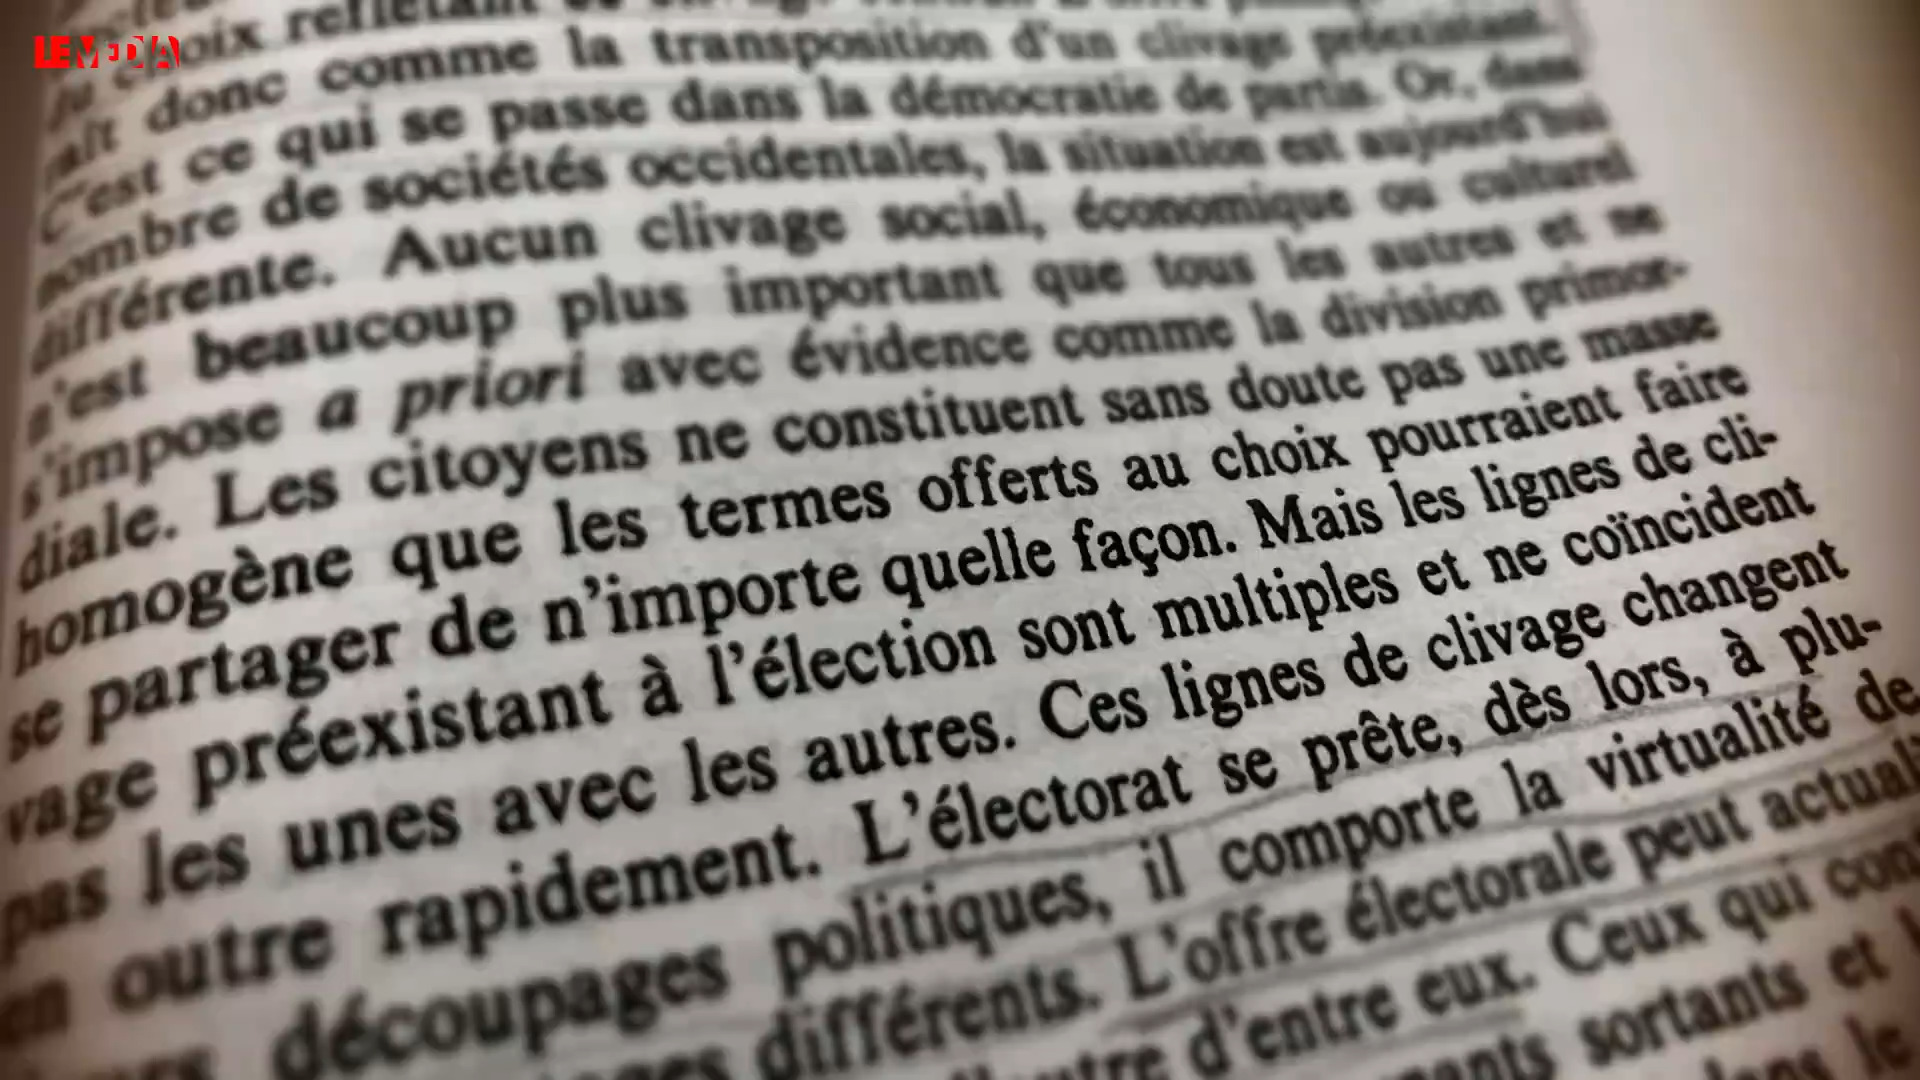 LEMEDIA
choix reflétant
raît donc comme la transposition d'un clivage préexistant.
C'est ce qui se passe dans la démocratie de partis. Or, dans
nombre de sociétés occidentales, la situation est aujourd'hui
différente. Aucun clivage social, économique ou culturel
n'est beaucoup plus important que tous les autres et ne
s'impose a priori avec évidence comme la division primor-
diale. Les citoyens ne constituent sans doute pas une masse
homogène que les termes offerts au choix pourraient faire
se partager de n'importe quelle façon. Mais les lignes de cli-
vage préexistant à l'élection sont multiples et ne coïncident
pas les unes avec les autres. Ces lignes de clivage changent
en outre rapidement. L'électorat se prête, dès lors, à plu-
découpages politiques, il comporte la virtualité de
différents. L'offre électorale peut actuali
d'entre eux. Ceux qui
sortants et